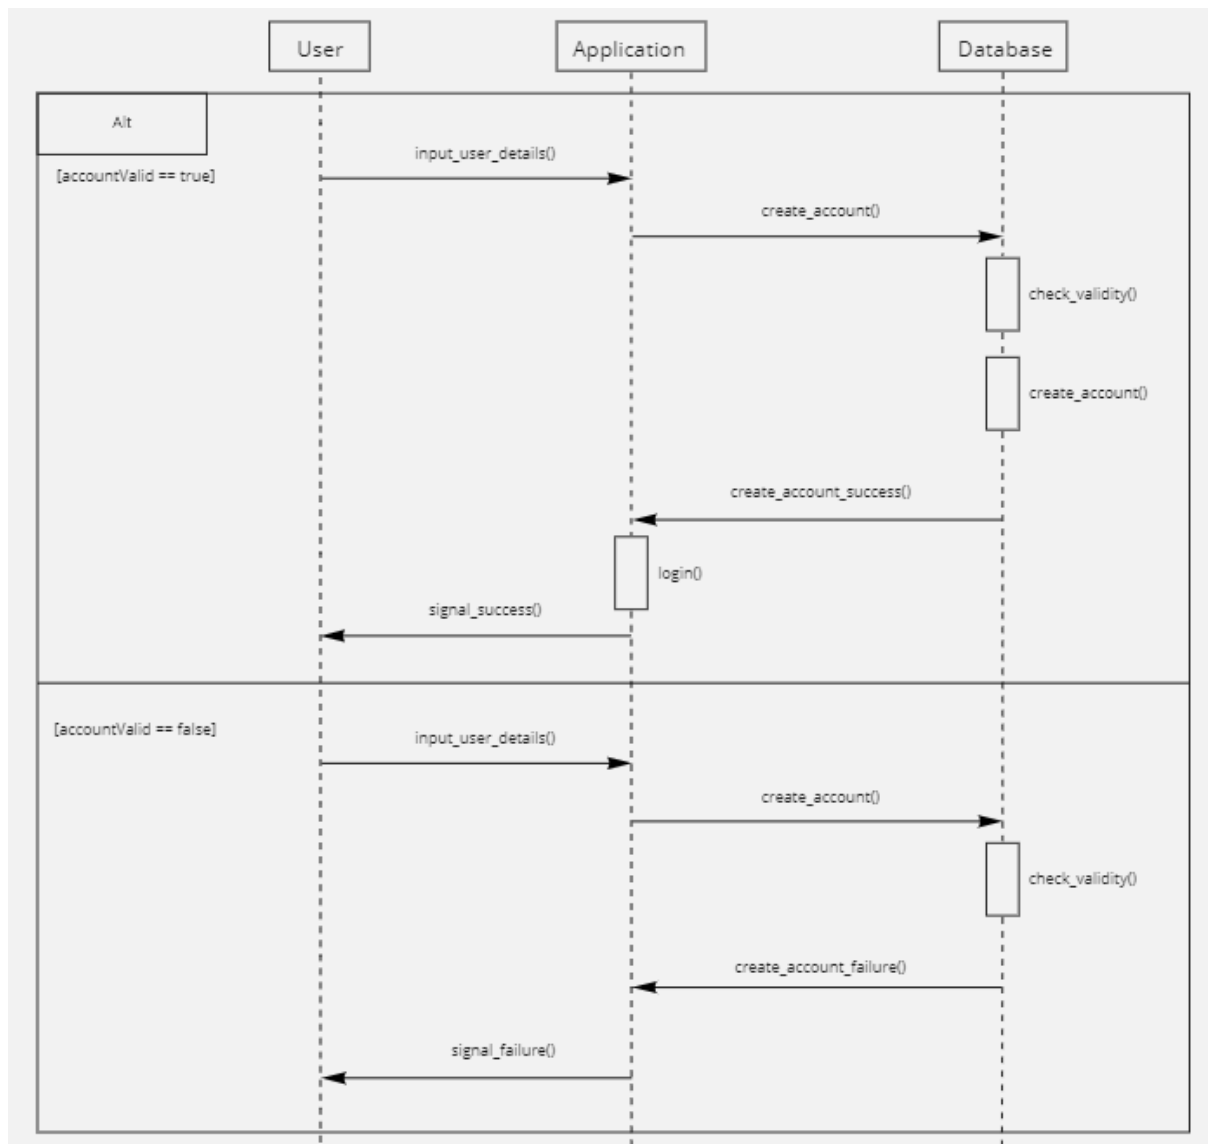 User
Application
Database
Alt
input_user_details()
[accountValid == true]
create_account()
check_validity()
create_account()
create_account_success()
login()
signal_success()
[accountValid == false]
input_user_details()
create_account()
check_validity()
create_account_failure()
signal_failure()